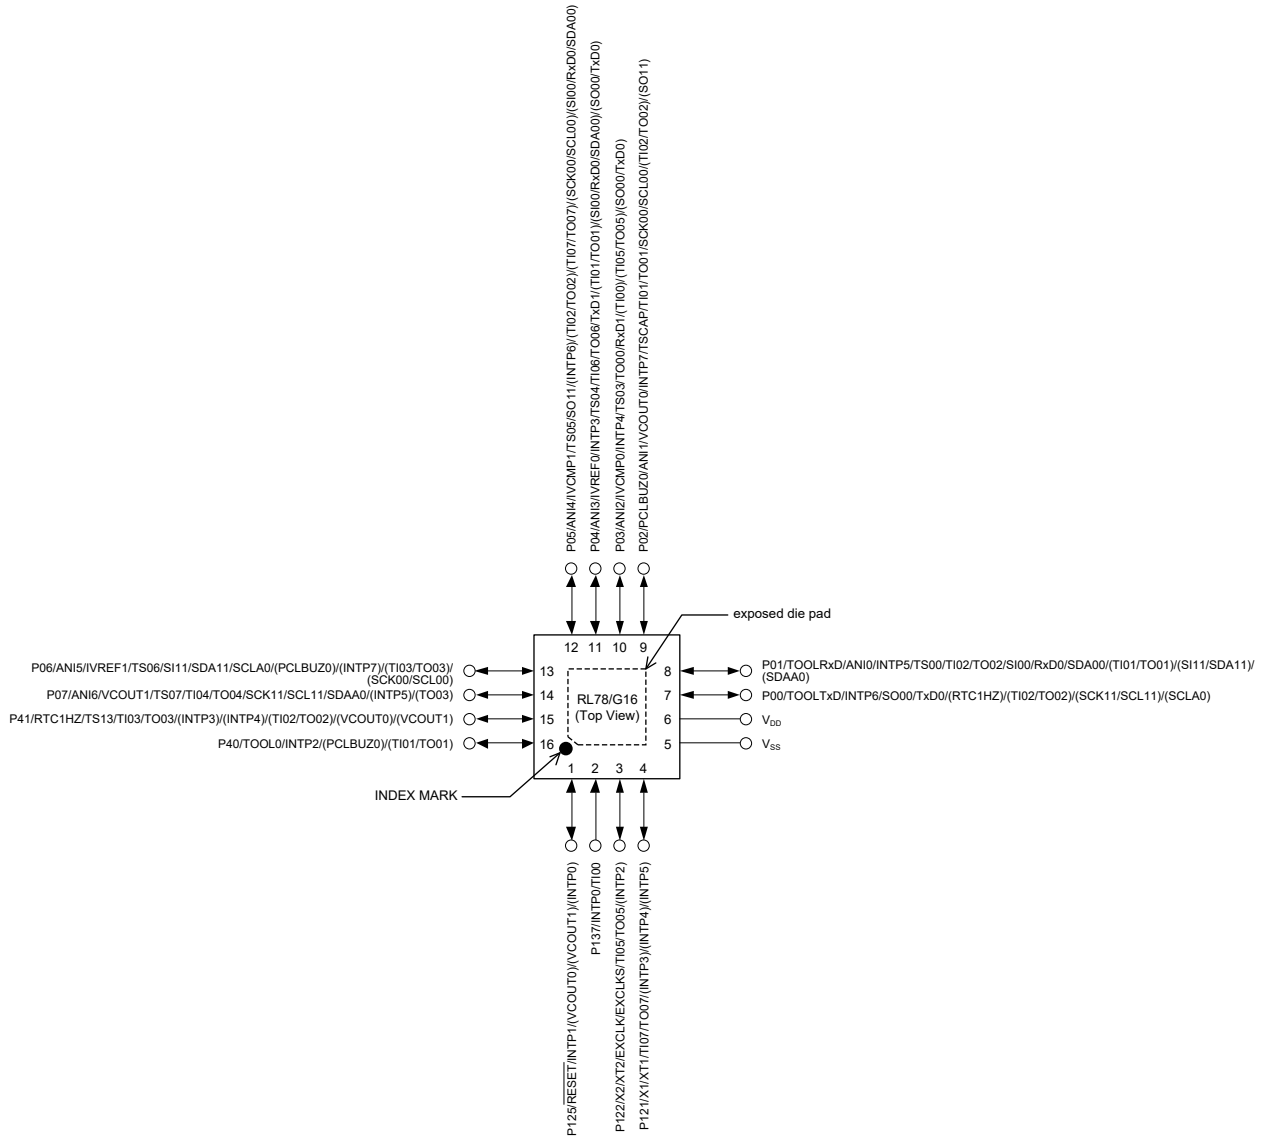 P05/ANI4/IVCMP1/TS05/SO11/(INTP6)/(TI02/TO02)/(TI07/TO07)/(SCK00/SCL00)/(SI00/RxD0/SDA00)
P04/ANI3/IVREF0/INTP3/TS04/TI06/TO06/TxD1/(TI01/TO01)/(SI00/RxD0/SDA00)/(SO00/TxD0)
P03/ANI2/IVCMP0/INTP4/TS03/TO00/RxD1/(TI00)/(TI05/TO05)/(SO00/TxD0)
P02/PCLBUZ0/ANI1/VCOUT0/INTP7/TSCAP/TI01/TO01/SCK00/SCL00/(TI02/TO02)/(SO11)
exposed die pad
12 11 10 9
P06/ANI5/IVREF1/TS06/SI11/SDA11/SCLA0/(PCLBUZ0)/(INTP7)/(TI03/TO03)/
(SCK00/SCL00)
13
P07/ANI6/VCOUT1/TS07/TI04/TO04/SCK11/SCL11/SDAA0/(INTP5)/(TO03)
14
P41/RTC1HZ/TS13/TI03/TO03/(INTP3)/(INTP4)/(TI02/TO02)/(VCOUT0)/(VCOUT1)
15
P40/TOOL0/INTP2/(PCLBUZ0)/(TI01/TO01)
16
RL78/G16
(Top View)
8
P01/TOOLRxD/ANI0/INTP5/TS00/TI02/TO02/SI00/RxD0/SDA00/(TI01/TO01)/(SI11/SDA11)/
(SDAA0)
7
P00/TOOLTxD/INTP6/SO00/TxD0/(RTC1HZ)/(TI02/TO02)/(SCK11/SCL11)/(SCLA0)
6
VDD
5
VSS
1 2 3 4
INDEX MARK
P125/RESET/INTP1/(VCOUT0)/(VCOUT1)/(INTP0)
P137/INTP0/TI00
P122/X2/XT2/EXCLK/EXCLKS/TI05/TO05/(INTP2)
P121/X1/XT1/TI07/TO07/(INTP3)/(INTP4)/(INTP5)